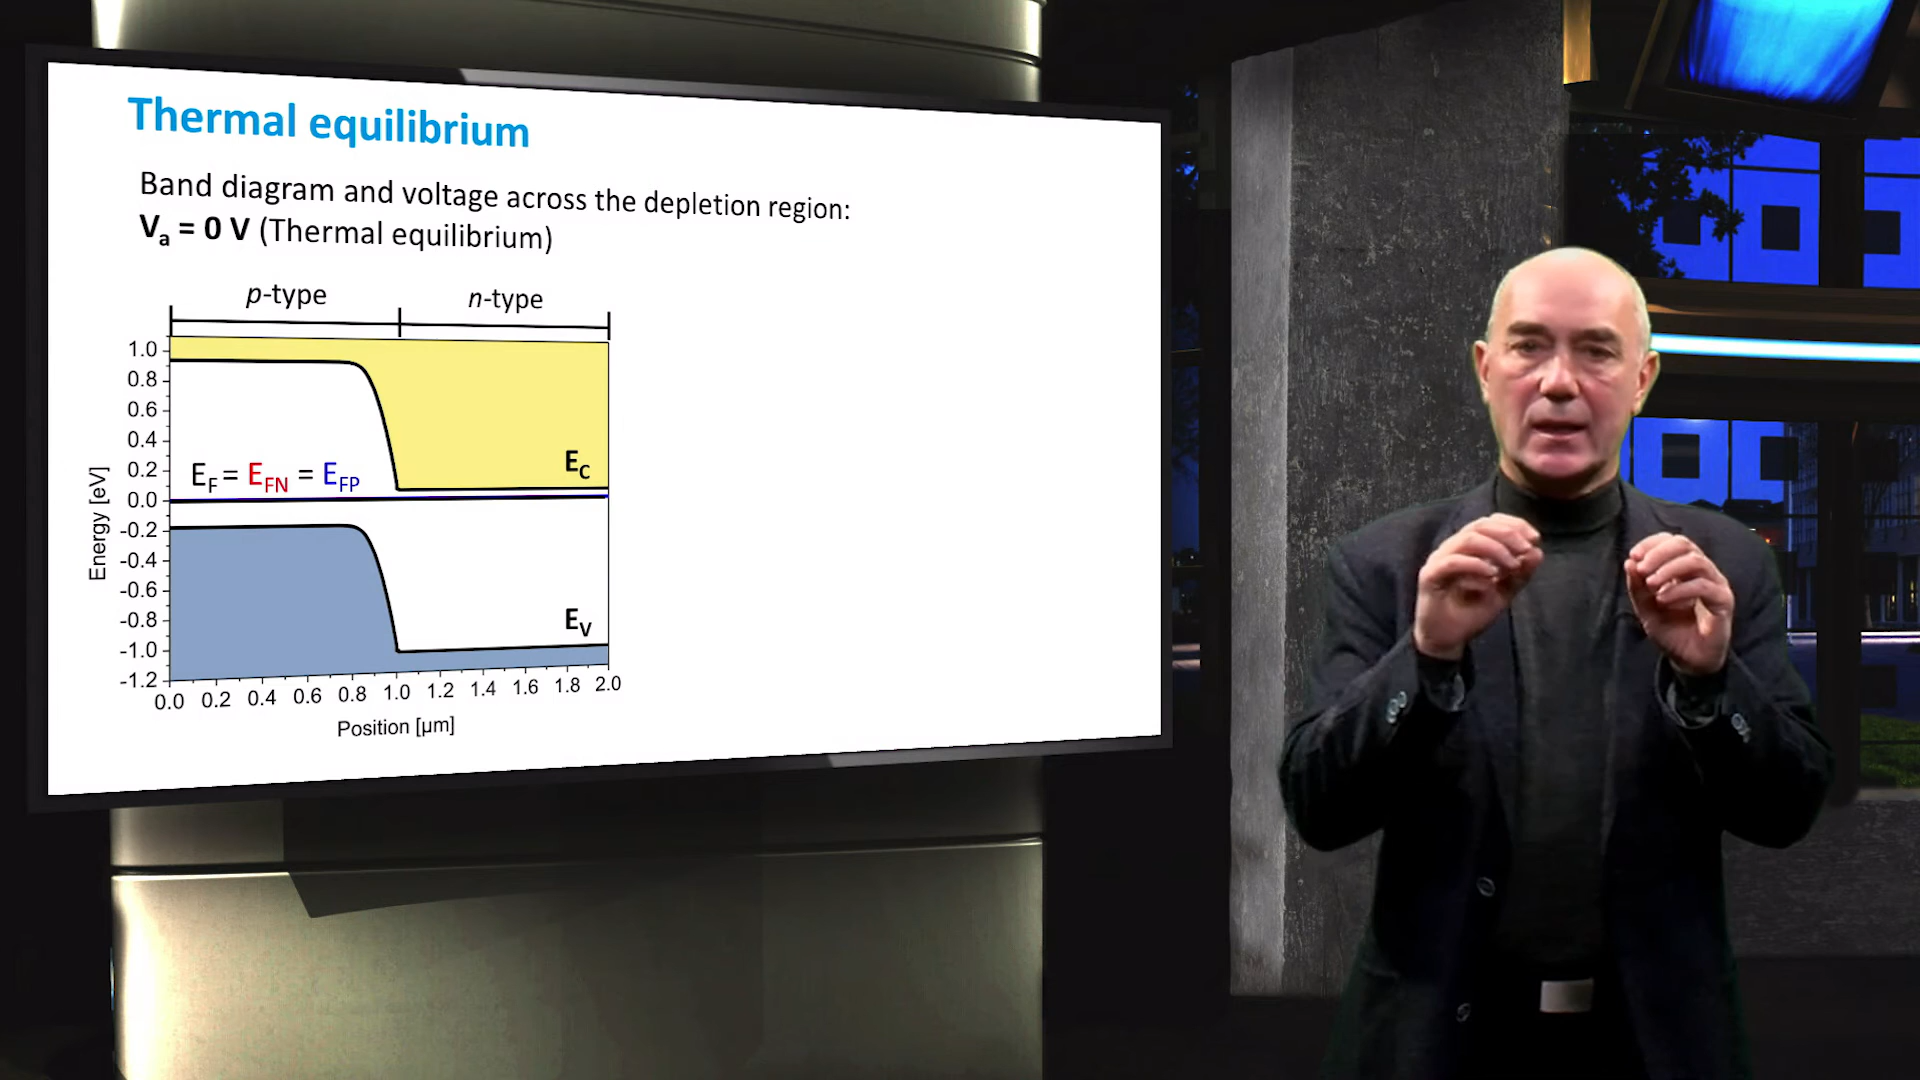 Thermal equilibrium
Band diagram and voltage across the depletion region:
Va = 0 V (Thermal equilibrium)
p-type n-type
1.0
0.8
0.6
0.4
0.2
0.0
-0.2
-0.4
-0.6
-0.8
-1.0
-1.2
Energy [eV]
EC
EF = EFN = EFP
EV
0.0 0.2 0.4 0.6 0.8 1.0 1.2 1.4 1.6 1.8 2.0
Position [µm]